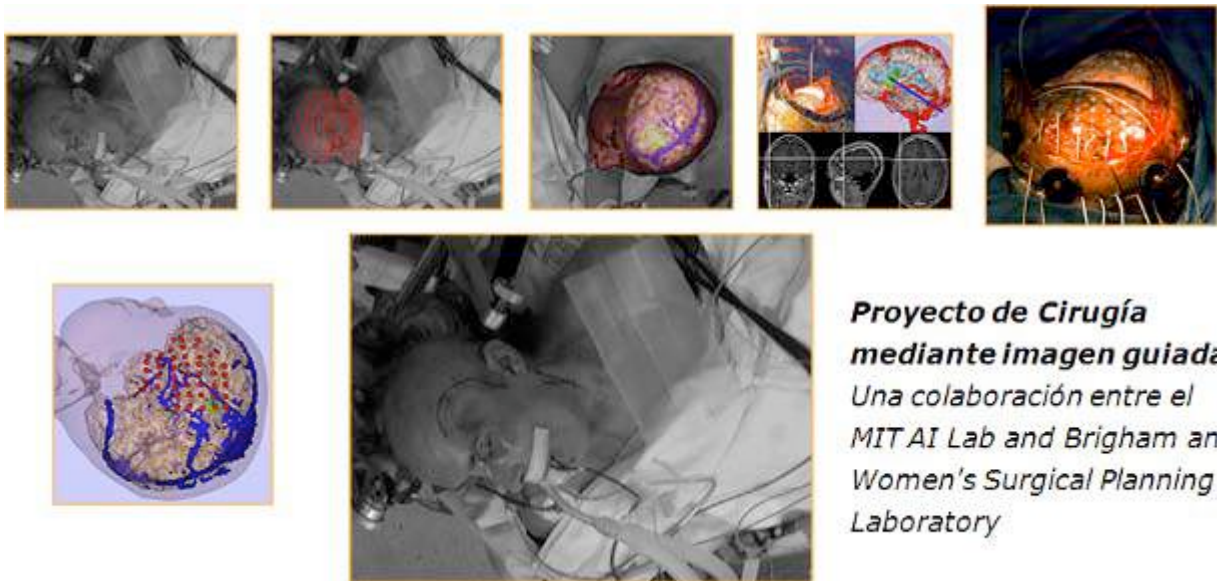 Proyecto de Cirugía
mediante imagen guiada
Una colaboración entre el
MIT AI Lab and Brigham an
Women's Surgical Planning
Laboratory